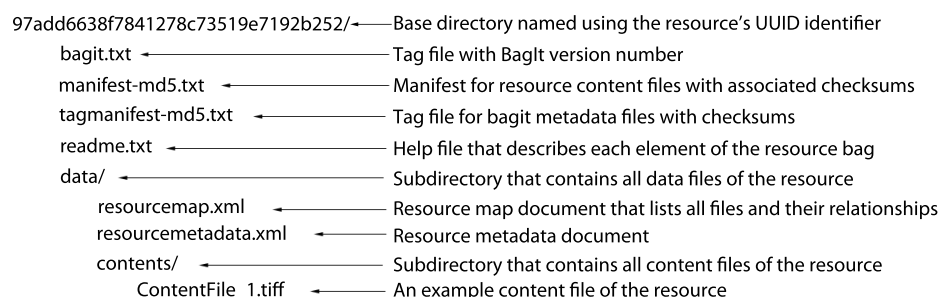 97add6638f7841278c73519e7192b252/ Base directory named using the resource's UUID identifier
bagit.txt Tag file with BagIt version number
manifest-md5.txt Manifest for resource content files with associated checksums
tagmanifest-md5.txt Tag file for bagit metadata files with checksums
readme.txt Help file that describes each element of the resource bag
data/ Subdirectory that contains all data files of the resource
resourcemap.xml Resource map document that lists all files and their relationships
resourcemetadata.xml Resource metadata document
contents/ Subdirectory that contains all content files of the resource
ContentFile_1.tiff An example content file of the resource